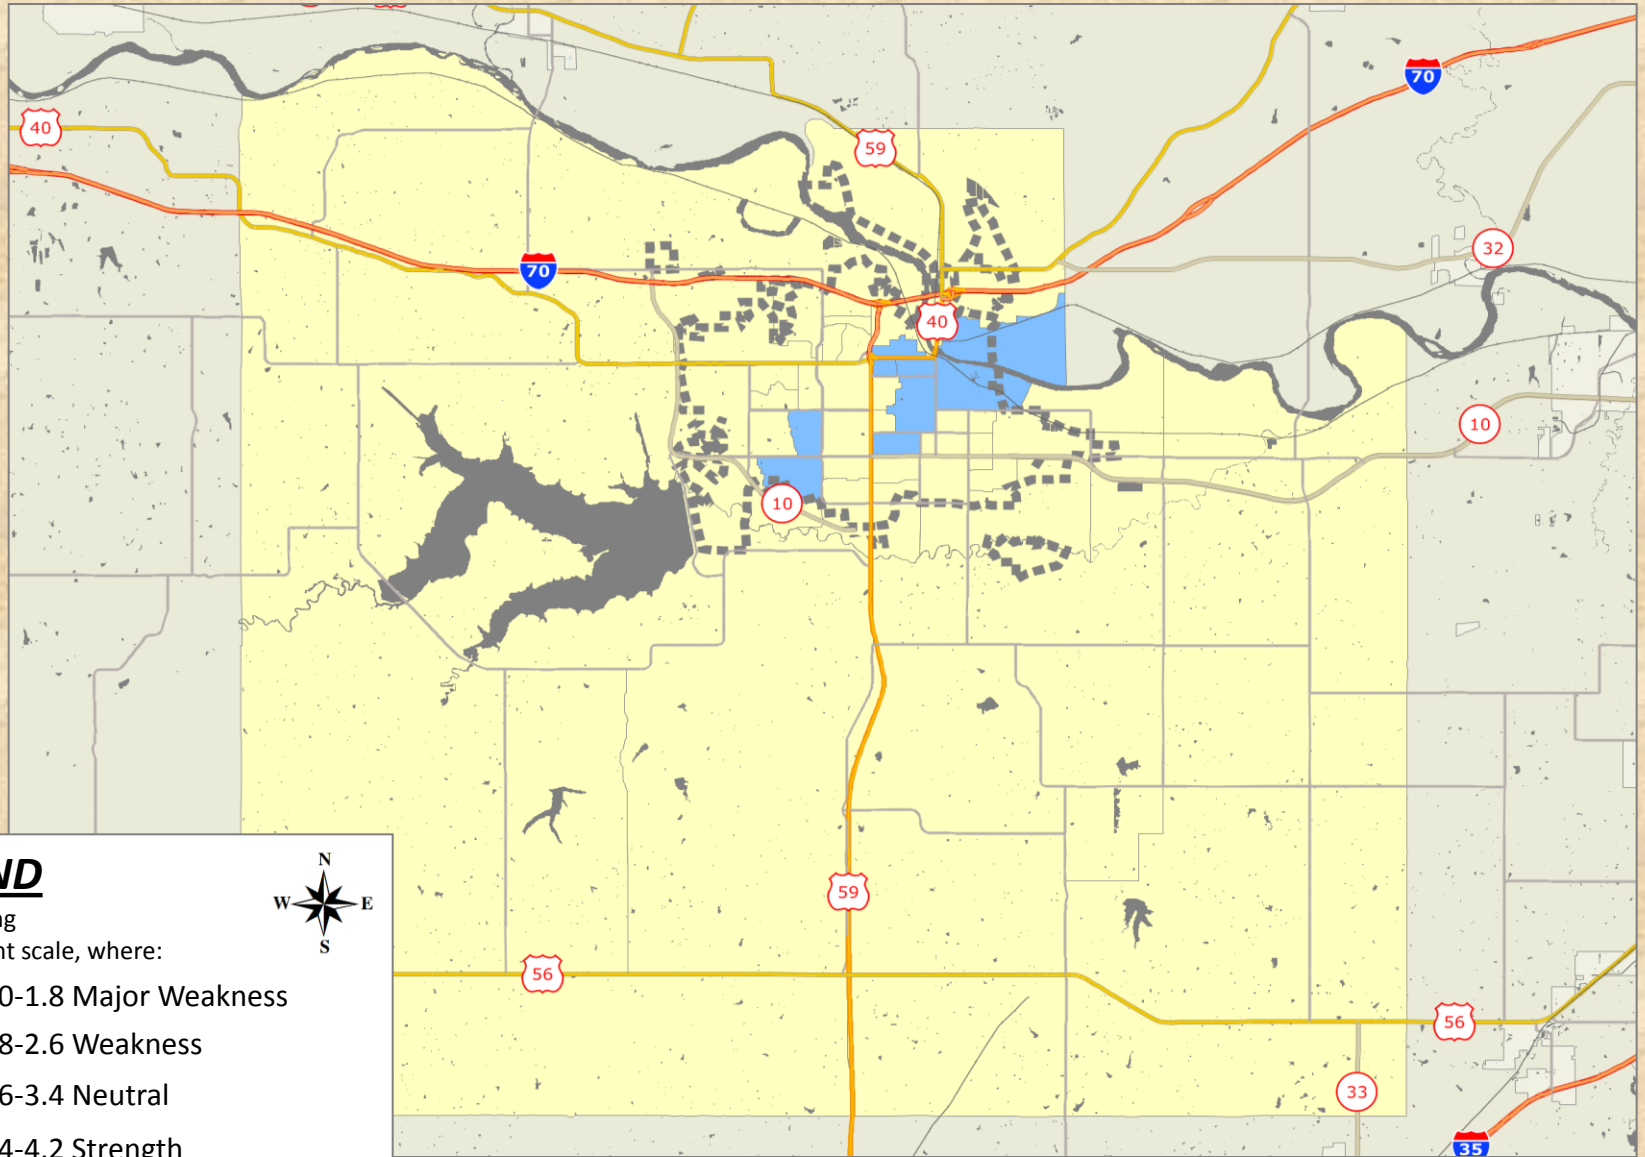 70
40
59
32
70
40
10
10
59
56
56
33
35
ND
N
W E
S
ng
nt scale, where:
0-1.8 Major Weakness
8-2.6 Weakness
6-3.4 Neutral
4-4.2 Strength